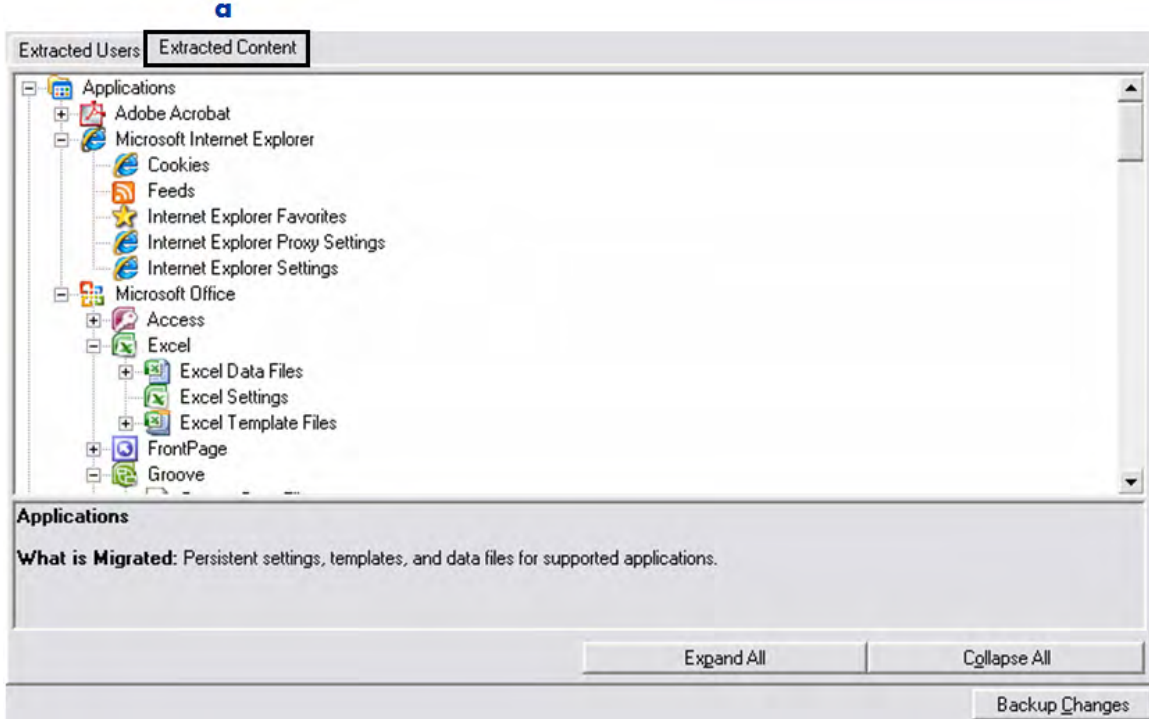 a
Extracted Users Extracted Content
Applications
Adobe Acrobat
Microsoft Internet Explorer
Cookies
Feeds
Internet Explorer Favorites
Internet Explorer Proxy Settings
Internet Explorer Settings
Microsoft Office
Access
Excel
Excel Data Files
Excel Settings
Excel Template Files
FrontPage
Groove
Applications
What is Migrated: Persistent settings, templates, and data files for supported applications.
Expand All Collapse All
Backup Changes